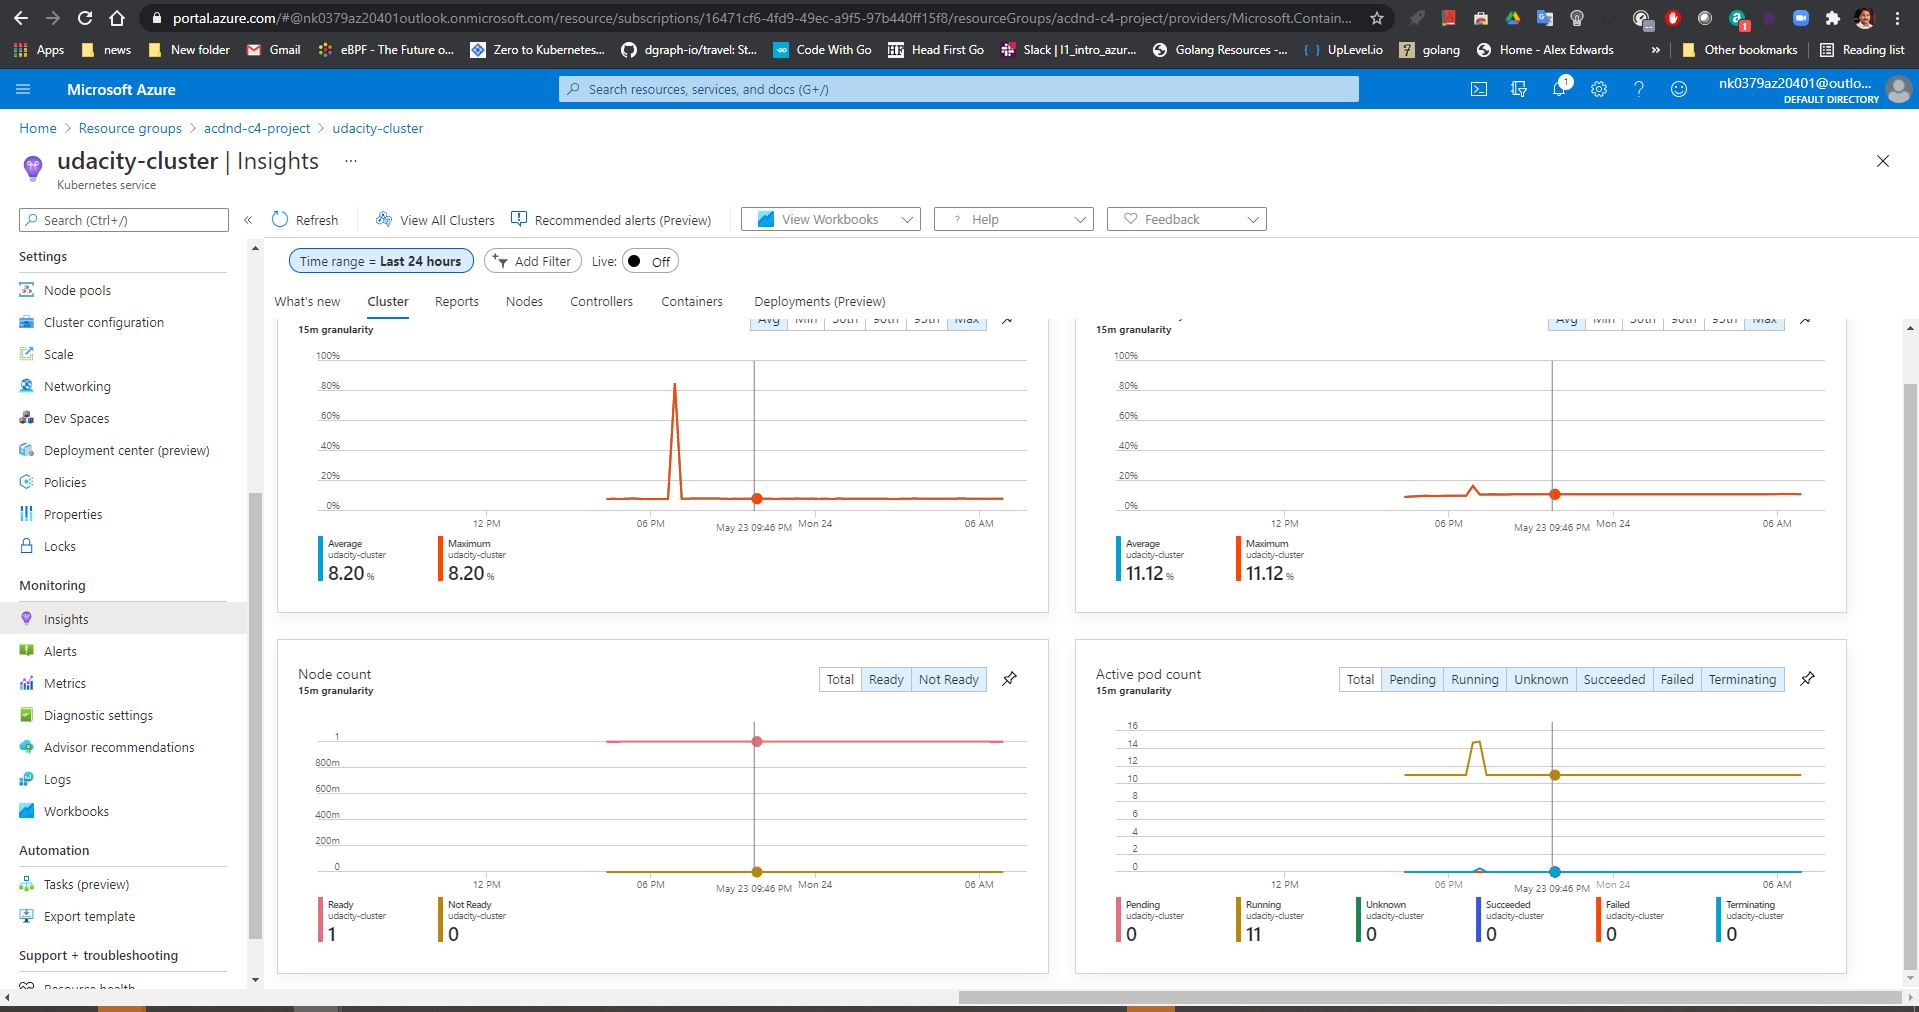 portal.azure.com/#@nk0379az20401outlook.onmicrosoft.com/resource/subscriptions/16471cf6-4fd9-49ec-a9f5-97b440ff15f8/resourceGroups/acdnd-c4-project/providers/Microsoft.Contain...
Apps news New folder Gmail eBPF - The Future o... Zero to Kubernetes... dgraph-io/travel: St... Code With Go Head First Go Slack | l1_intro_azur... Golang Resources -... UpLevel.io golang Home - Alex Edwards » Other bookmarks Reading list
Microsoft Azure
Search resources, services, and docs (G+/)
1
nk0379az20401@outlo...
DEFAULT DIRECTORY
Home > Resource groups > acdnd-c4-project > udacity-cluster
udacity-cluster | Insights ...
Kubernetes service
Search (Ctrl+/) «
Refresh View All Clusters Recommended alerts (Preview) View Workbooks ? Help Feedback
Time range = Last 24 hours Add Filter Live: Off
What's new Cluster Reports Nodes Controllers Containers Deployments (Preview)
Settings
Node pools
Cluster configuration
Scale
Networking
Dev Spaces
Deployment center (preview)
Policies
Properties
Locks
Monitoring
Insights
Alerts
Metrics
Diagnostic settings
Advisor recommendations
Logs
Workbooks
Automation
Tasks (preview)
Export template
Support + troubleshooting
Resource health
15m granularity
Avg Min 50th 90th 95th Max
100%
80%
60%
40%
20%
0%
12 PM 06 PM May 23 09:46 PM Mon 24 06 AM
Average
udacity-cluster
8.20 %
Maximum
udacity-cluster
8.20 %
15m granularity
Avg Min 50th 90th 95th Max
100%
80%
60%
40%
20%
0%
12 PM 06 PM May 23 09:46 PM Mon 24 06 AM
Average
udacity-cluster
11.12 %
Maximum
udacity-cluster
11.12 %
Node count
15m granularity
Total Ready Not Ready
1
800m
600m
400m
200m
0
12 PM 06 PM May 23 09:46 PM Mon 24 06 AM
Ready
udacity-cluster
1
Not Ready
udacity-cluster
0
Active pod count
15m granularity
Total Pending Running Unknown Succeeded Failed Terminating
16
14
12
10
8
6
4
2
0
12 PM 06 PM May 23 09:46 PM Mon 24 06 AM
Pending
udacity-cluster
0
Running
udacity-cluster
11
Unknown
udacity-cluster
0
Succeeded
udacity-cluster
0
Failed
udacity-cluster
0
Terminating
udacity-cluster
0